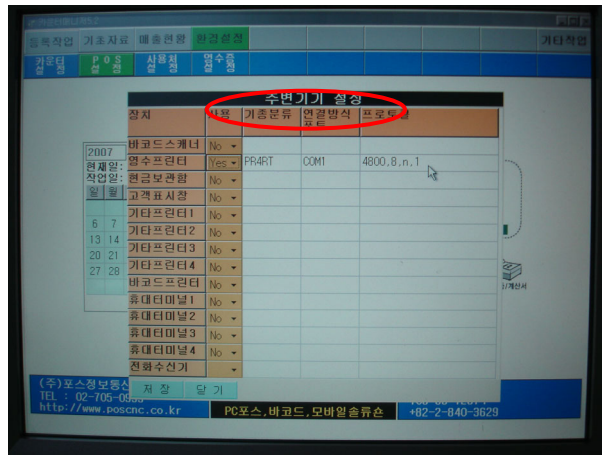 등록작업 기초자료 매출현황 환경설정 기타작업
카운터 설정 P O S 설정 사용처 설정 영수증 설정
주변기기 설정
장치 사용 기종분류 연결방식 포트 프로토콜
바코드스캐너 No
영수프린터 Yes PR4RT COM1 4800,8,n,1
현금보관함 No
고객표시창 No
기타프린터1 No
기타프린터2 No
기타프린터3 No
기타프린터4 No
바코드프린터 No
휴대터미널1 No
휴대터미널2 No
휴대터미널3 No
휴대터미널4 No
전화수신기 No
저 장 닫 기
2007
현재일:
작업일:
일 월
6 7
13 14
20 21
27 28
(주)포스정보통신
TEL : 02-705-09
http://www.poscnc.co.kr
PC포스,바코드,모바일솔류숀
+82-2-840-3629